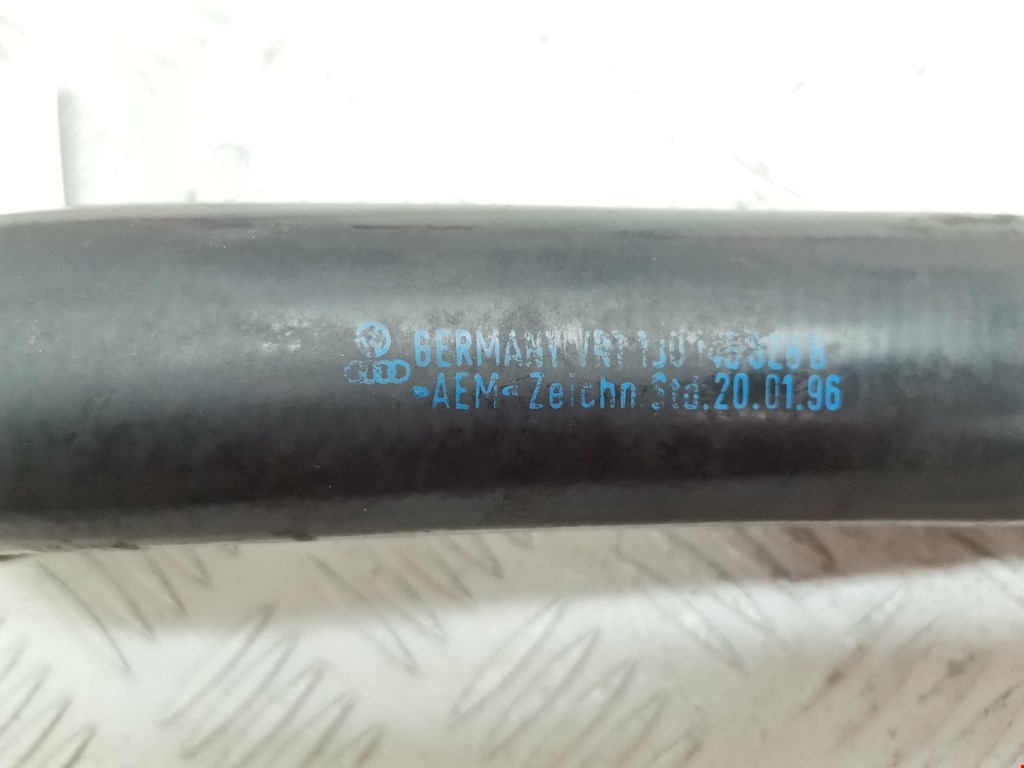 GERMANY VRT 1J0
-AEM- Zeichn.Std.20.01.96